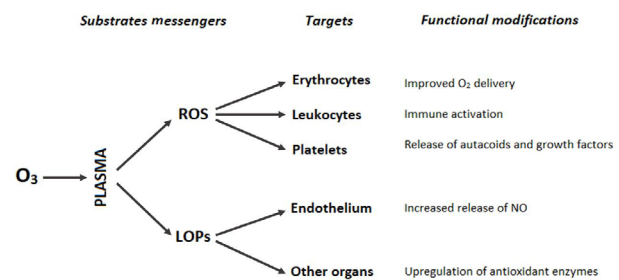 Substrates messengers Targets Functional modifications
Erythrocytes Improved O₂ delivery
ROS Leukocytes Immune activation
Platelets Release of autacoids and growth factors
O₃ PLASMA
Endothelium Increased release of NO
LOPs
Other organs Upregulation of antioxidant enzymes